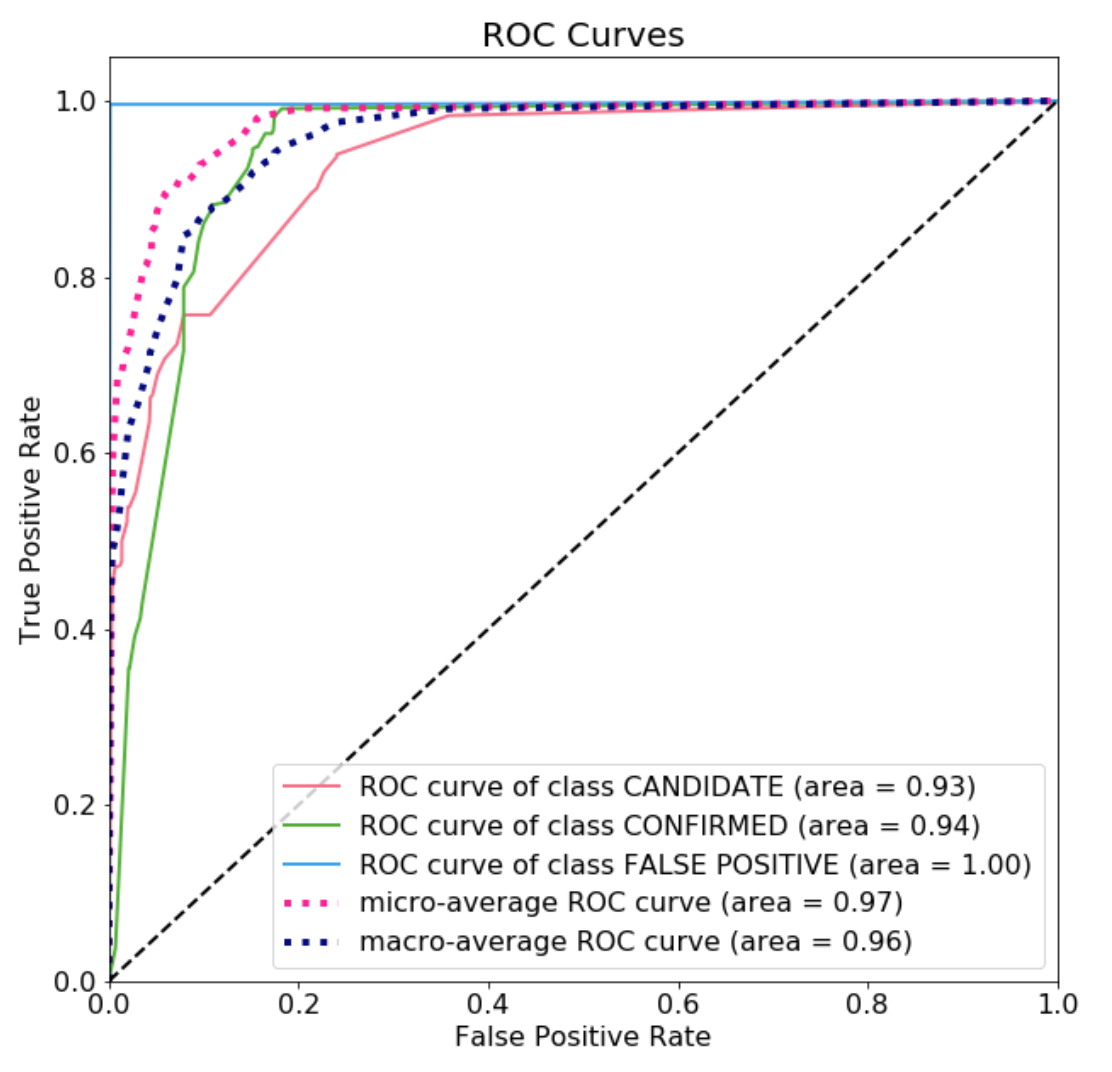 ROC Curves
True Positive Rate
1.0
0.8
0.6
0.4
0.2
0.0
ROC curve of class CANDIDATE (area = 0.93)
ROC curve of class CONFIRMED (area = 0.94)
ROC curve of class FALSE POSITIVE (area = 1.00)
micro-average ROC curve (area = 0.97)
macro-average ROC curve (area = 0.96)
0.0 0.2 0.4 0.6 0.8 1.0
False Positive Rate